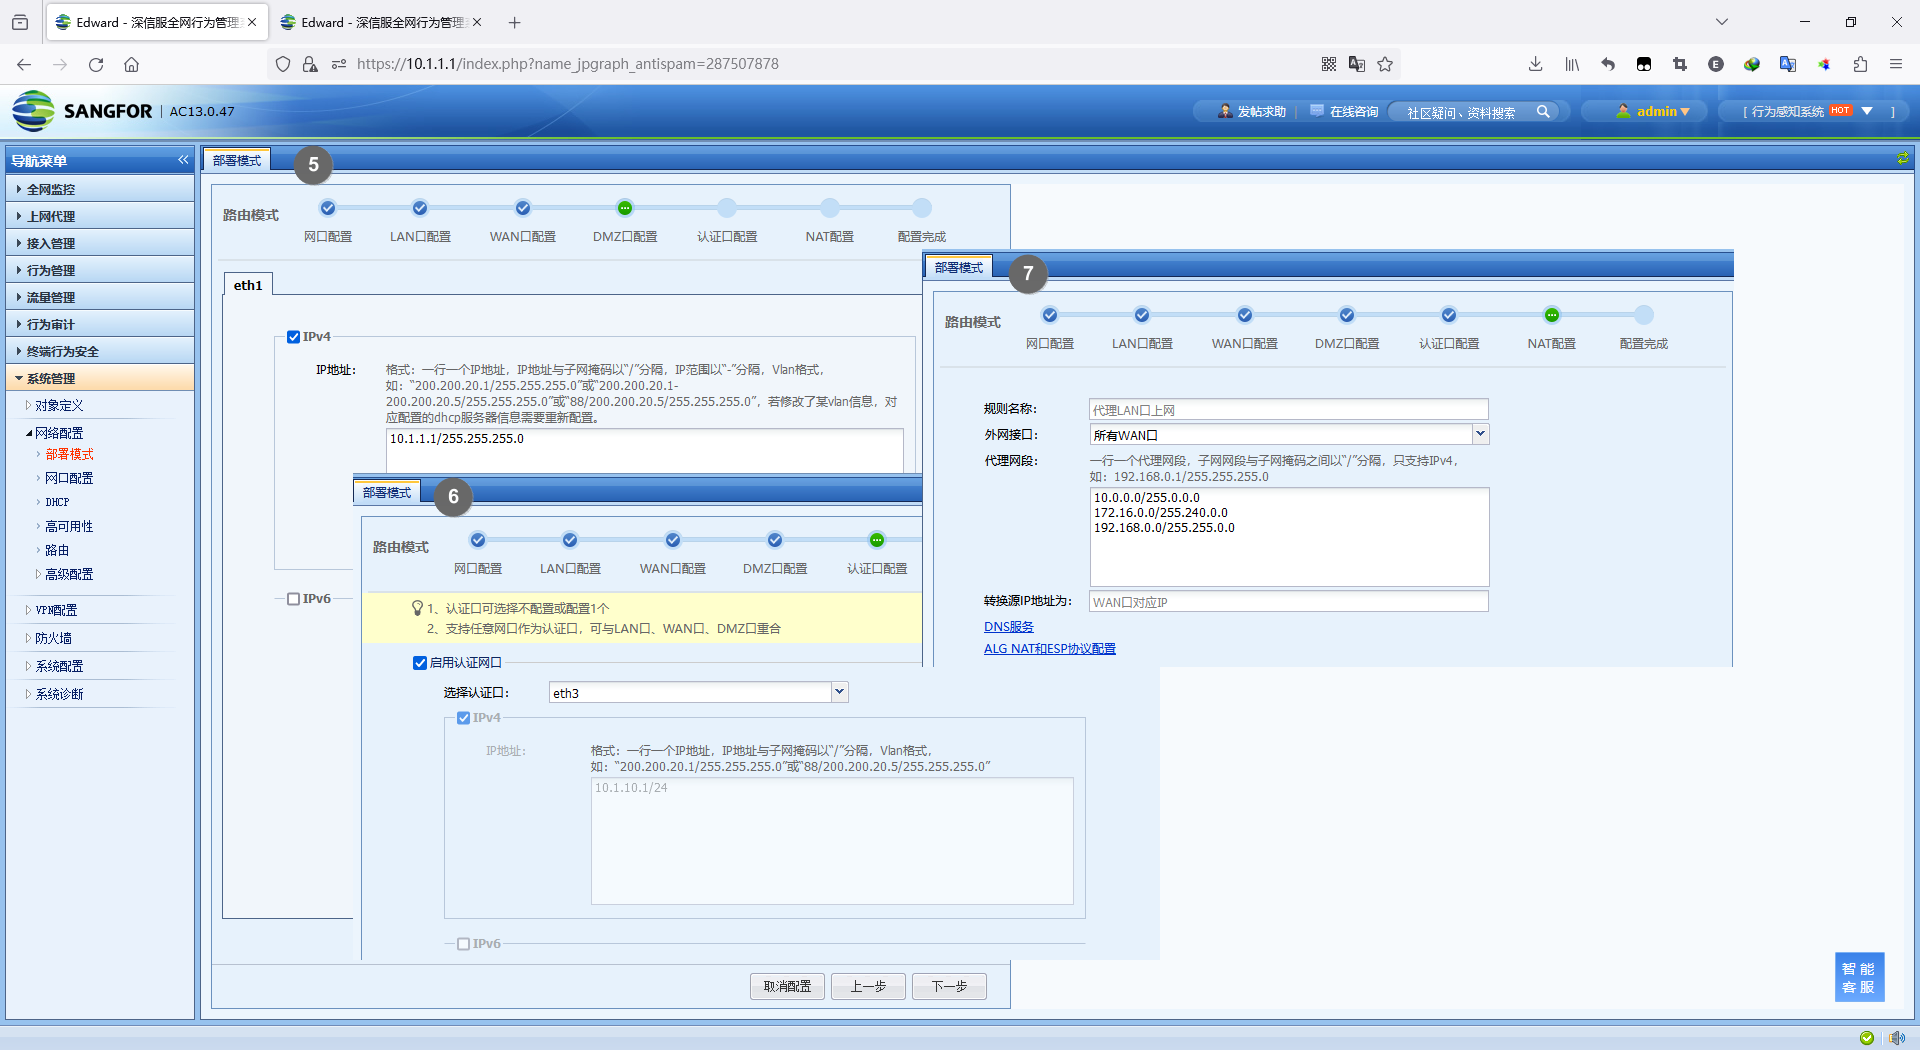 Edward - 深信服全网行为管理
Edward - 深信服全网行为管理
https://10.1.1.1/index.php?name_jpgraph_antispam=287507878
SANGFOR | AC13.0.47
发帖求助
在线咨询
社区疑问、资料搜索
admin
[ 行为感知系统 HOT ]
导航菜单
全网监控
上网代理
接入管理
行为管理
流量管理
行为审计
终端行为安全
系统管理
对象定义
网络配置
部署模式
网口配置
DHCP
高可用性
路由
高级配置
VPN配置
防火墙
系统配置
系统诊断
部署模式
5
路由模式
网口配置
LAN口配置
WAN口配置
DMZ口配置
认证口配置
NAT配置
配置完成
eth1
IPv4
IP地址:
格式：一行一个IP地址，IP地址与子网掩码以“/”分隔，IP范围以“-”分隔，Vlan格式，
如：“200.200.20.1/255.255.255.0”或“200.200.20.1-
200.200.20.5/255.255.255.0”或“88/200.200.20.5/255.255.255.0”，若修改了某vlan信息，对
应配置的dhcp服务器信息需要重新配置。
10.1.1.1/255.255.255.0
IPv6
部署模式
6
路由模式
网口配置
LAN口配置
WAN口配置
DMZ口配置
认证口配置
1、认证口可选择不配置或配置1个
2、支持任意网口作为认证口，可与LAN口、WAN口、DMZ口重合
启用认证网口
选择认证口:
eth3
IPv4
IP地址:
格式：一行一个IP地址，IP地址与子网掩码以“/”分隔，Vlan格式，
如：“200.200.20.1/255.255.255.0”或“88/200.200.20.5/255.255.255.0”
10.1.10.1/24
IPv6
取消配置
上一步
下一步
部署模式
7
路由模式
网口配置
LAN口配置
WAN口配置
DMZ口配置
认证口配置
NAT配置
配置完成
规则名称:
代理LAN口上网
外网接口:
所有WAN口
代理网段:
一行一个代理网段，子网网段与子网掩码之间以“/”分隔，只支持IPv4，
如：192.168.0.1/255.255.255.0
10.0.0.0/255.0.0.0
172.16.0.0/255.240.0.0
192.168.0.0/255.255.0.0
转换源IP地址为:
WAN口对应IP
DNS服务
ALG NAT和ESP协议配置
智能
客服